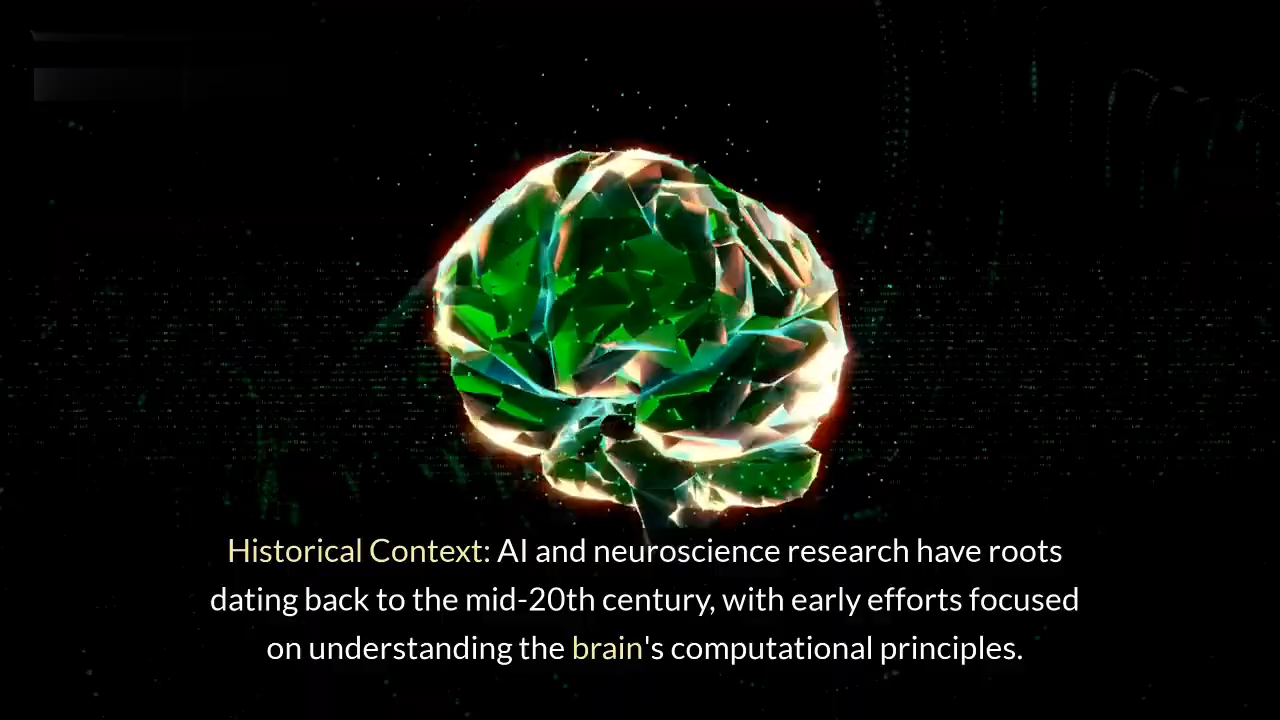 Historical Context: AI and neuroscience research have roots
dating back to the mid-20th century, with early efforts focused
on understanding the brain's computational principles.